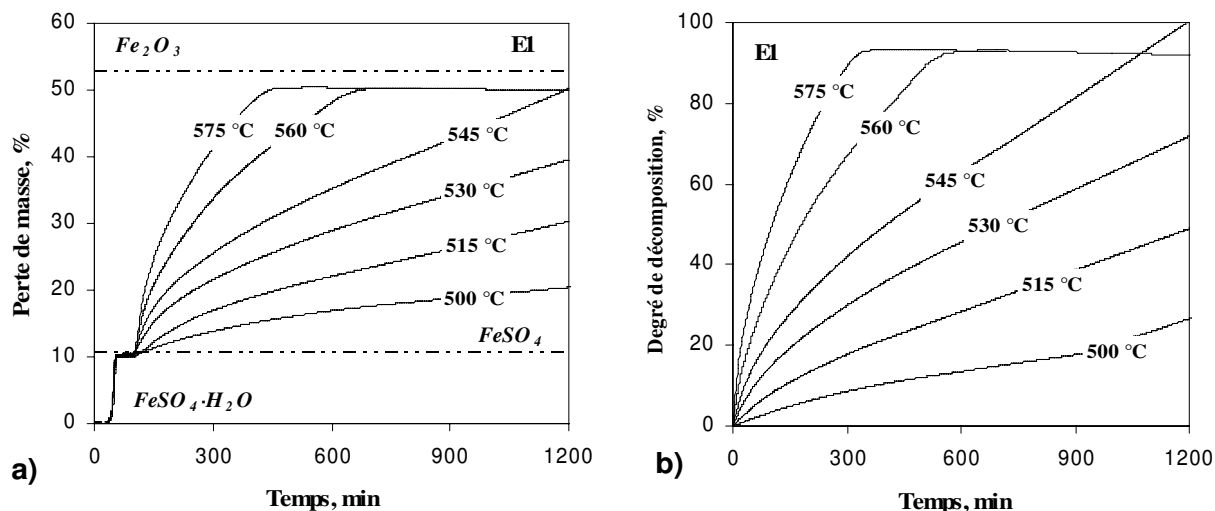 60
50
40
30
20
10
0
Perte de masse, %
Fe2O3
E1
575 °C
560 °C
545 °C
530 °C
515 °C
500 °C
FeSO4
FeSO4·H2O
0 300 600 900 1200
Temps, min
a)
100
80
60
40
20
0
Degré de décomposition, %
E1
575 °C
560 °C
545 °C
530 °C
515 °C
500 °C
0 300 600 900 1200
Temps, min
b)